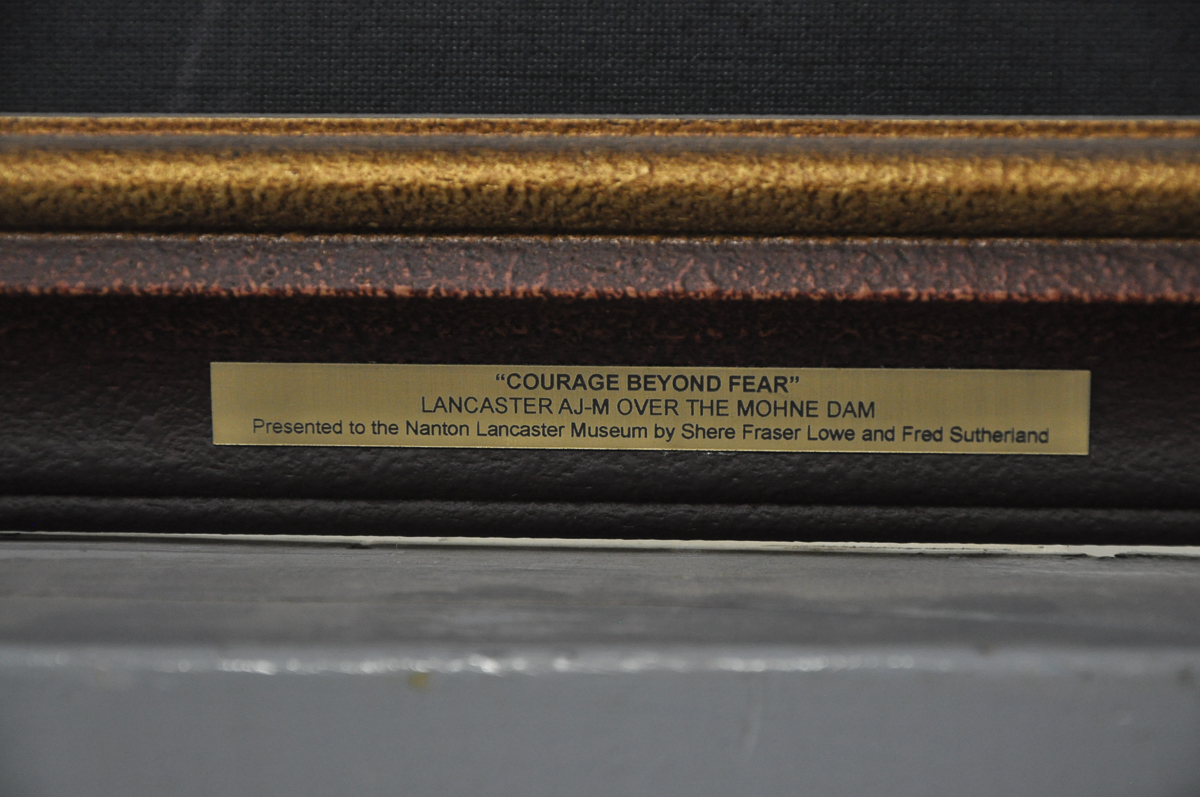 “COURAGE BEYOND FEAR”
LANCASTER AJ-M OVER THE MOHNE DAM
Presented to the Nanton Lancaster Museum by Shere Fraser Lowe and Fred Sutherland